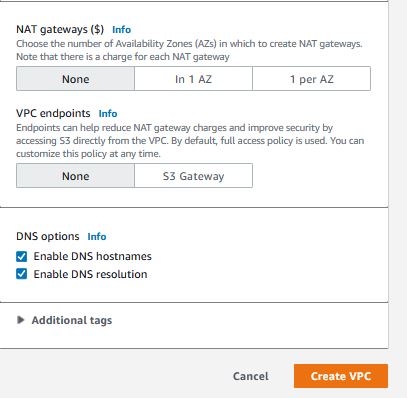 NAT gateways ($) Info
Choose the number of Availability Zones (AZs) in which to create NAT gateways.
Note that there is a charge for each NAT gateway
None In 1 AZ 1 per AZ
VPC endpoints Info
Endpoints can help reduce NAT gateway charges and improve security by
accessing S3 directly from the VPC. By default, full access policy is used. You can
customize this policy at any time.
None S3 Gateway
DNS options Info
Enable DNS hostnames
Enable DNS resolution
Additional tags
Cancel Create VPC